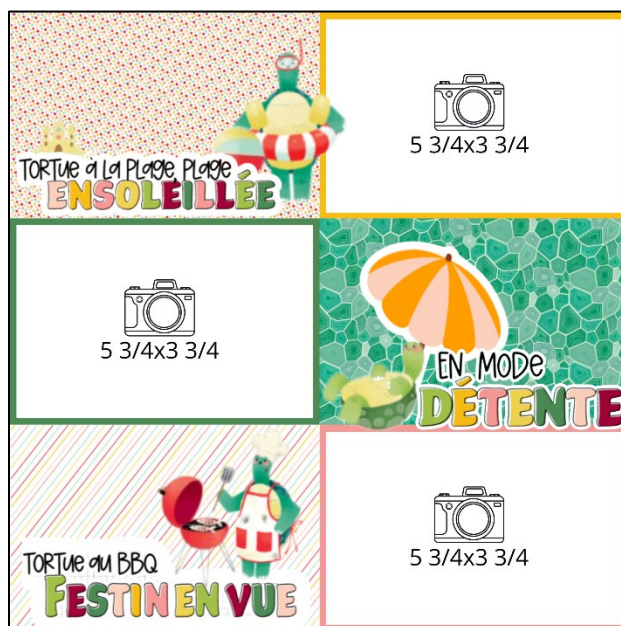 TORTUE à LA PLAGE, PLAGE
ENSOLEILLÉE
5 3/4x3 3/4
5 3/4x3 3/4
EN MODE
DÉTENTE
TORTUE au BBQ
FESTIN EN VUE
5 3/4x3 3/4